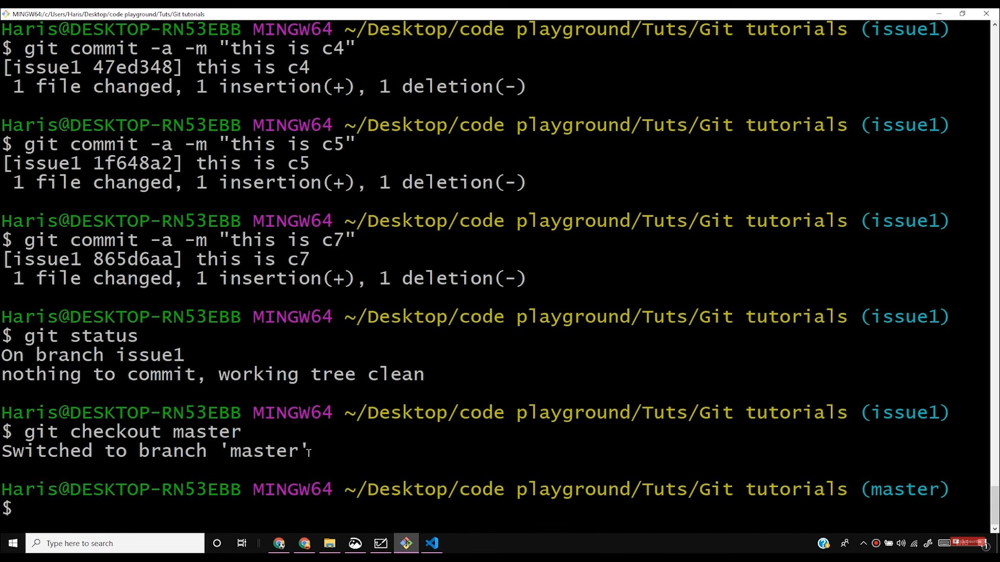 MINGW64:/c/Users/Haris/Desktop/code playground/Tuts/Git tutorials
Haris@DESKTOP-RN53EBB MINGW64 ~/Desktop/code playground/Tuts/Git tutorials (issue1)
$ git commit -a -m "this is c4"
[issue1 47ed348] this is c4
 1 file changed, 1 insertion(+), 1 deletion(-)
Haris@DESKTOP-RN53EBB MINGW64 ~/Desktop/code playground/Tuts/Git tutorials (issue1)
$ git commit -a -m "this is c5"
[issue1 1f648a2] this is c5
 1 file changed, 1 insertion(+), 1 deletion(-)
Haris@DESKTOP-RN53EBB MINGW64 ~/Desktop/code playground/Tuts/Git tutorials (issue1)
$ git commit -a -m "this is c7"
[issue1 865d6aa] this is c7
 1 file changed, 1 insertion(+), 1 deletion(-)
Haris@DESKTOP-RN53EBB MINGW64 ~/Desktop/code playground/Tuts/Git tutorials (issue1)
$ git status
On branch issue1
nothing to commit, working tree clean
Haris@DESKTOP-RN53EBB MINGW64 ~/Desktop/code playground/Tuts/Git tutorials (issue1)
$ git checkout master
Switched to branch 'master'
Haris@DESKTOP-RN53EBB MINGW64 ~/Desktop/code playground/Tuts/Git tutorials (master)
$
Type here to search
Subscribe
1